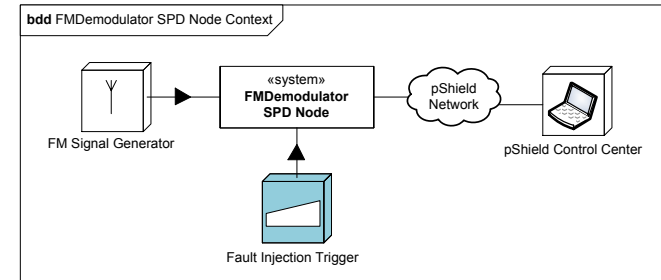 bdd FMDemodulator SPD Node Context
«system»
FMDemodulator
SPD Node
pShield
Network
FM Signal Generator
pShield Control Center
Fault Injection Trigger